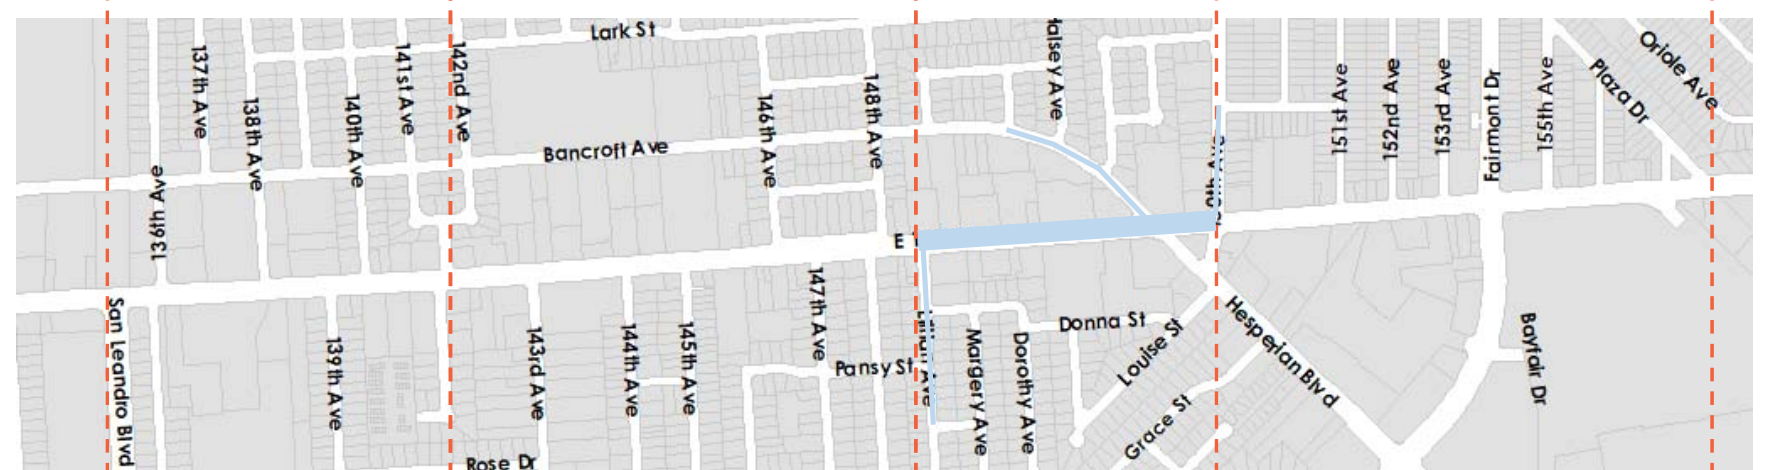 Lark St
Halsey Ave
137th Ave
138th Ave
140th Ave
141st Ave
142nd Ave
146th Ave
148th Ave
Bancroft Ave
136th Ave
151st Ave
152nd Ave
153rd Ave
Fairmont Dr
155th Ave
Plaza Dr
Oriole Ave
E
San Leandro Blvd
139th Ave
143rd Ave
144th Ave
145th Ave
147th Ave
Pansy St
Margery Ave
Dorothy Ave
Donna St
Louise St
Grace St
Hesperian Blvd
Bayfair Dr
Rose Dr